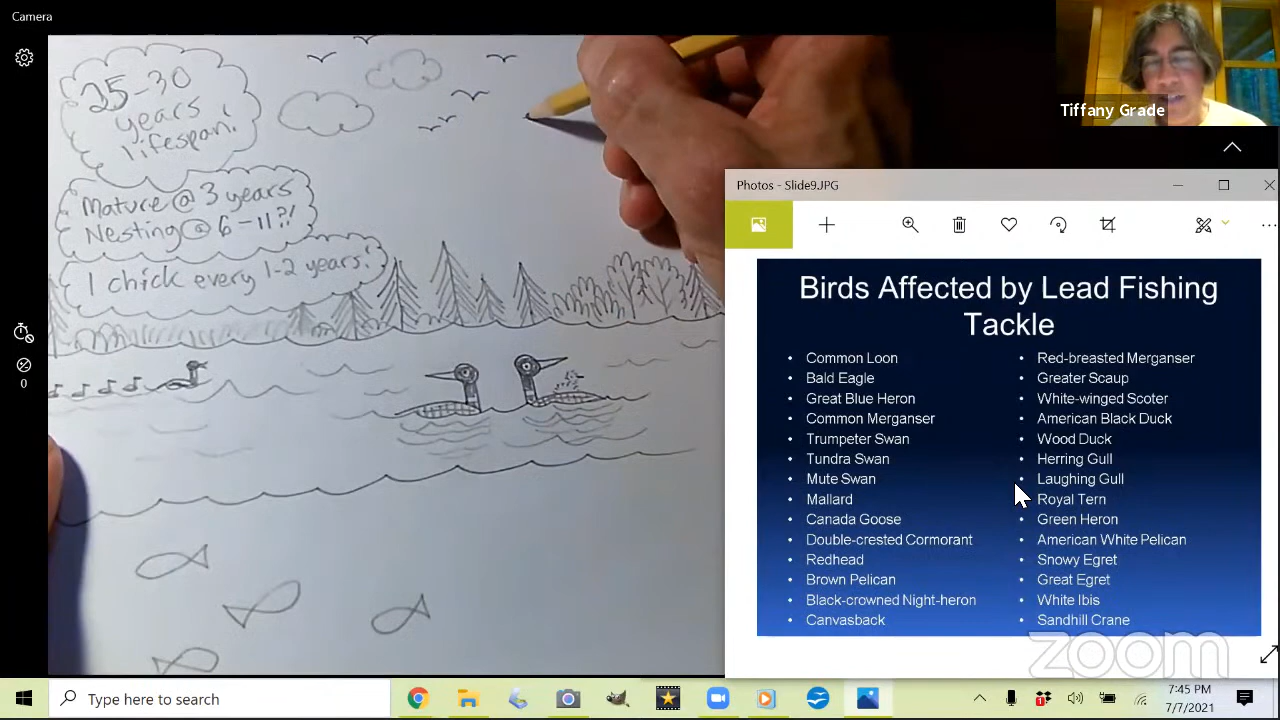 Camera
25-30
years
lifespan!
Mature @ 3 years
Nesting @ 6-11?!
1 chick every 1-2 years!
0
Tiffany Grade
Photos - Slide9.JPG
Birds Affected by Lead Fishing
Tackle
• Common Loon
• Bald Eagle
• Great Blue Heron
• Common Merganser
• Trumpeter Swan
• Tundra Swan
• Mute Swan
• Mallard
• Canada Goose
• Double-crested Cormorant
• Redhead
• Brown Pelican
• Black-crowned Night-heron
• Canvasback
• Red-breasted Merganser
• Greater Scaup
• White-winged Scoter
• American Black Duck
• Wood Duck
• Herring Gull
• Laughing Gull
• Royal Tern
• Green Heron
• American White Pelican
• Snowy Egret
• Great Egret
• White Ibis
• Sandhill Crane
zoom
Type here to search
1
7:45 PM
7/7/2021